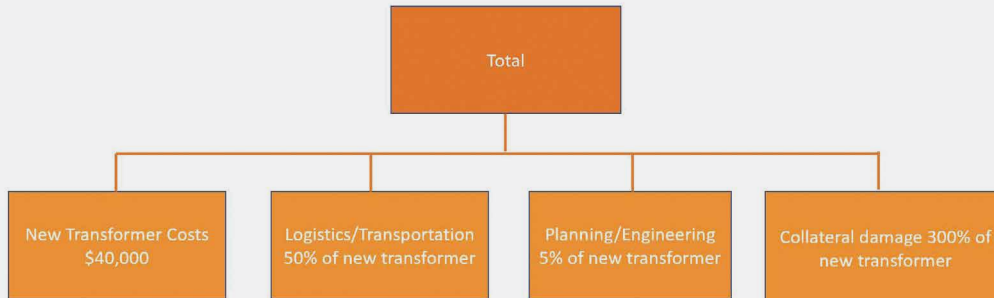 Total
New Transformer Costs
$40,000
Logistics/Transportation
50% of new transformer
Planning/Engineering
5% of new transformer
Collateral damage 300% of
new transformer